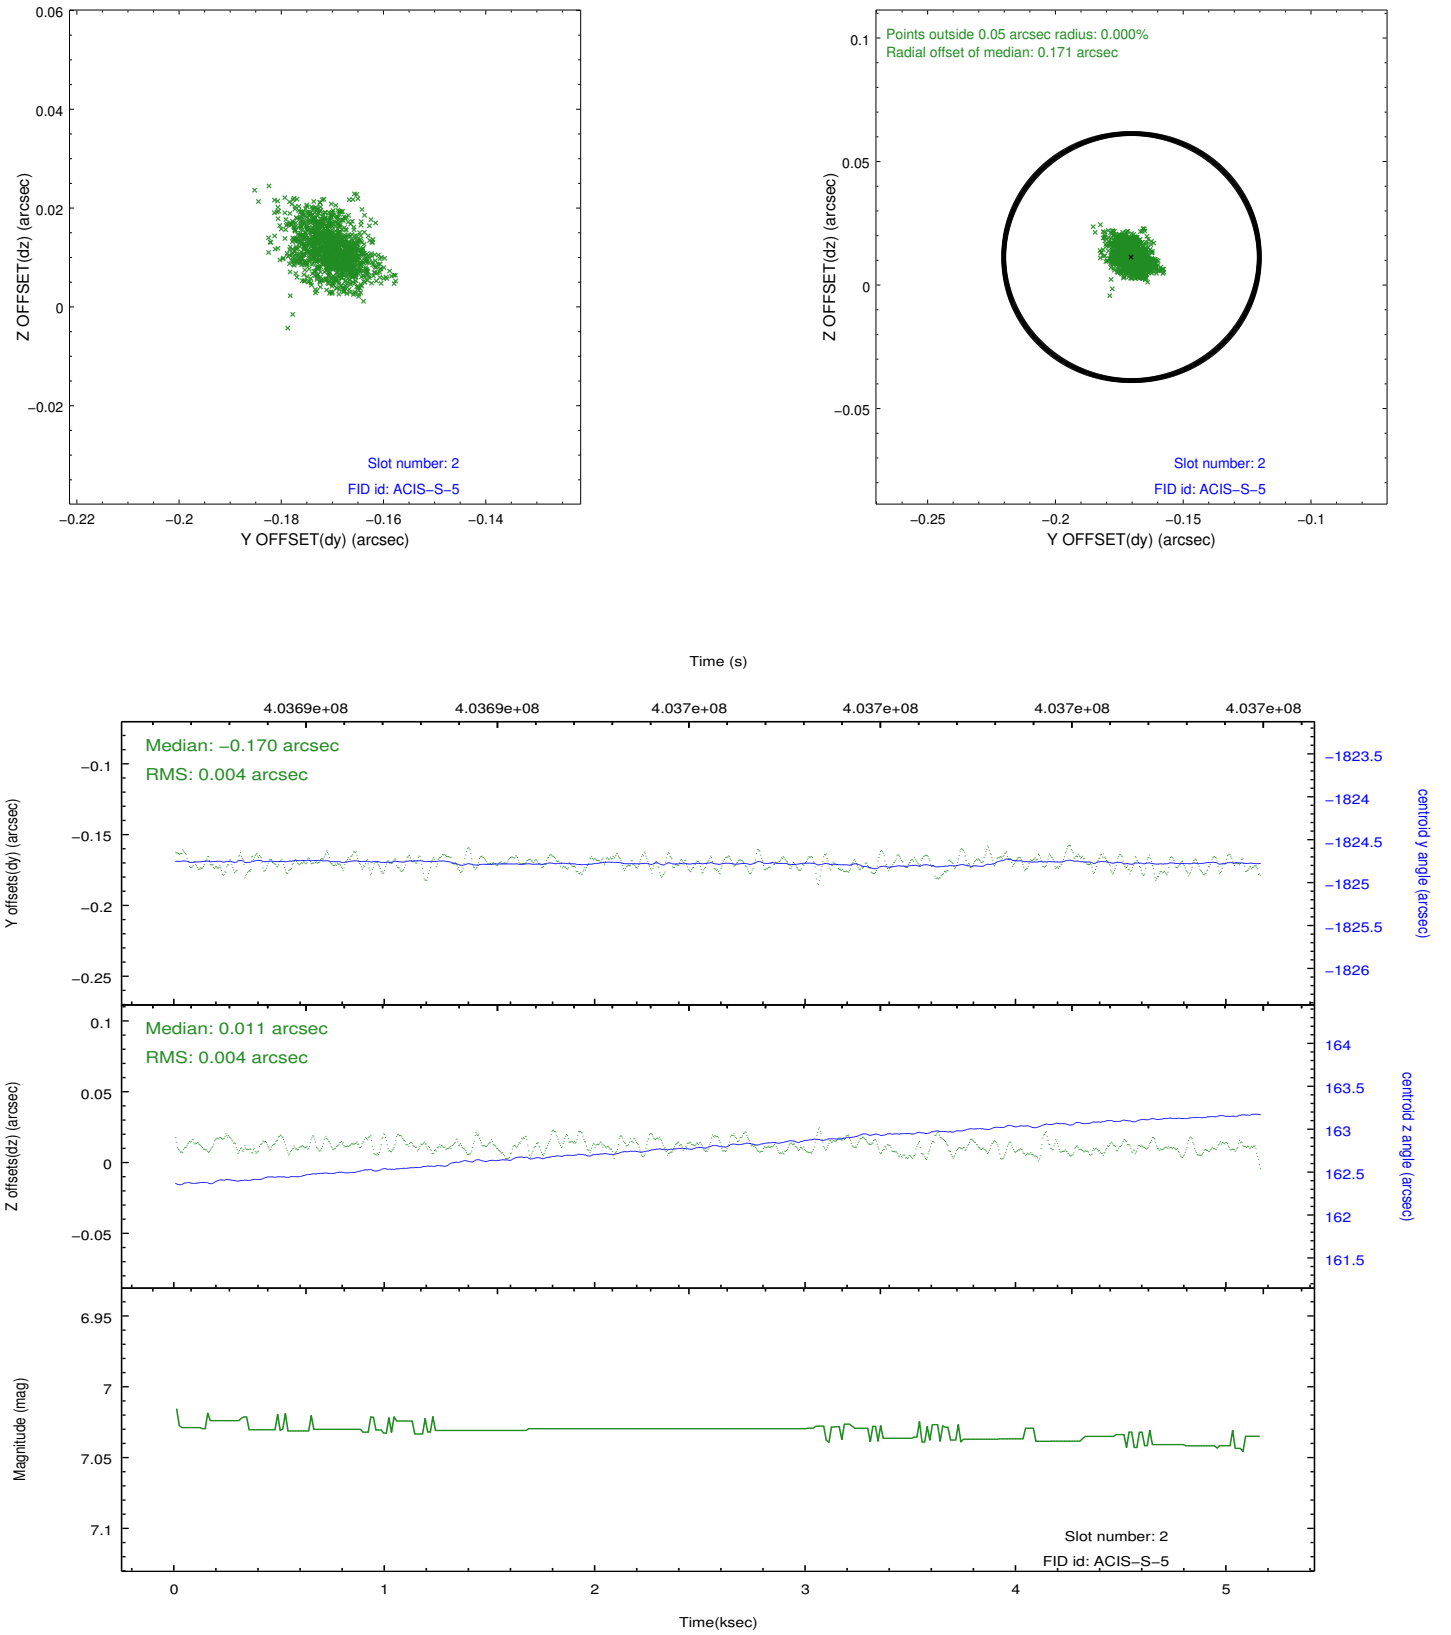 0.06
0.04
0.02
0
−0.02
Z OFFSET(dz) (arcsec)
Slot number: 2
FID id: ACIS−S−5
−0.22 −0.2 −0.18 −0.16 −0.14
Y OFFSET(dy) (arcsec)
Points outside 0.05 arcsec radius: 0.000%
Radial offset of median: 0.171 arcsec
0.1
0.05
0
−0.05
Z OFFSET(dz) (arcsec)
Slot number: 2
FID id: ACIS−S−5
−0.25 −0.2 −0.15 −0.1
Y OFFSET(dy) (arcsec)
Time (s)
4.0369e+08 4.0369e+08 4.037e+08 4.037e+08 4.037e+08 4.037e+08
Median: −0.170 arcsec
RMS: 0.004 arcsec
−0.1
−0.15
−0.2
−0.25
Y offsets(dy) (arcsec)
−1823.5
−1824
−1824.5
−1825
−1825.5
−1826
centroid y angle (arcsec)
Median: 0.011 arcsec
RMS: 0.004 arcsec
0.1
0.05
0
−0.05
Z offsets(dz) (arcsec)
164
163.5
163
162.5
162
161.5
centroid z angle (arcsec)
6.95
7
7.05
7.1
Magnitude (mag)
Slot number: 2
FID id: ACIS−S−5
0 1 2 3 4 5
Time(ksec)